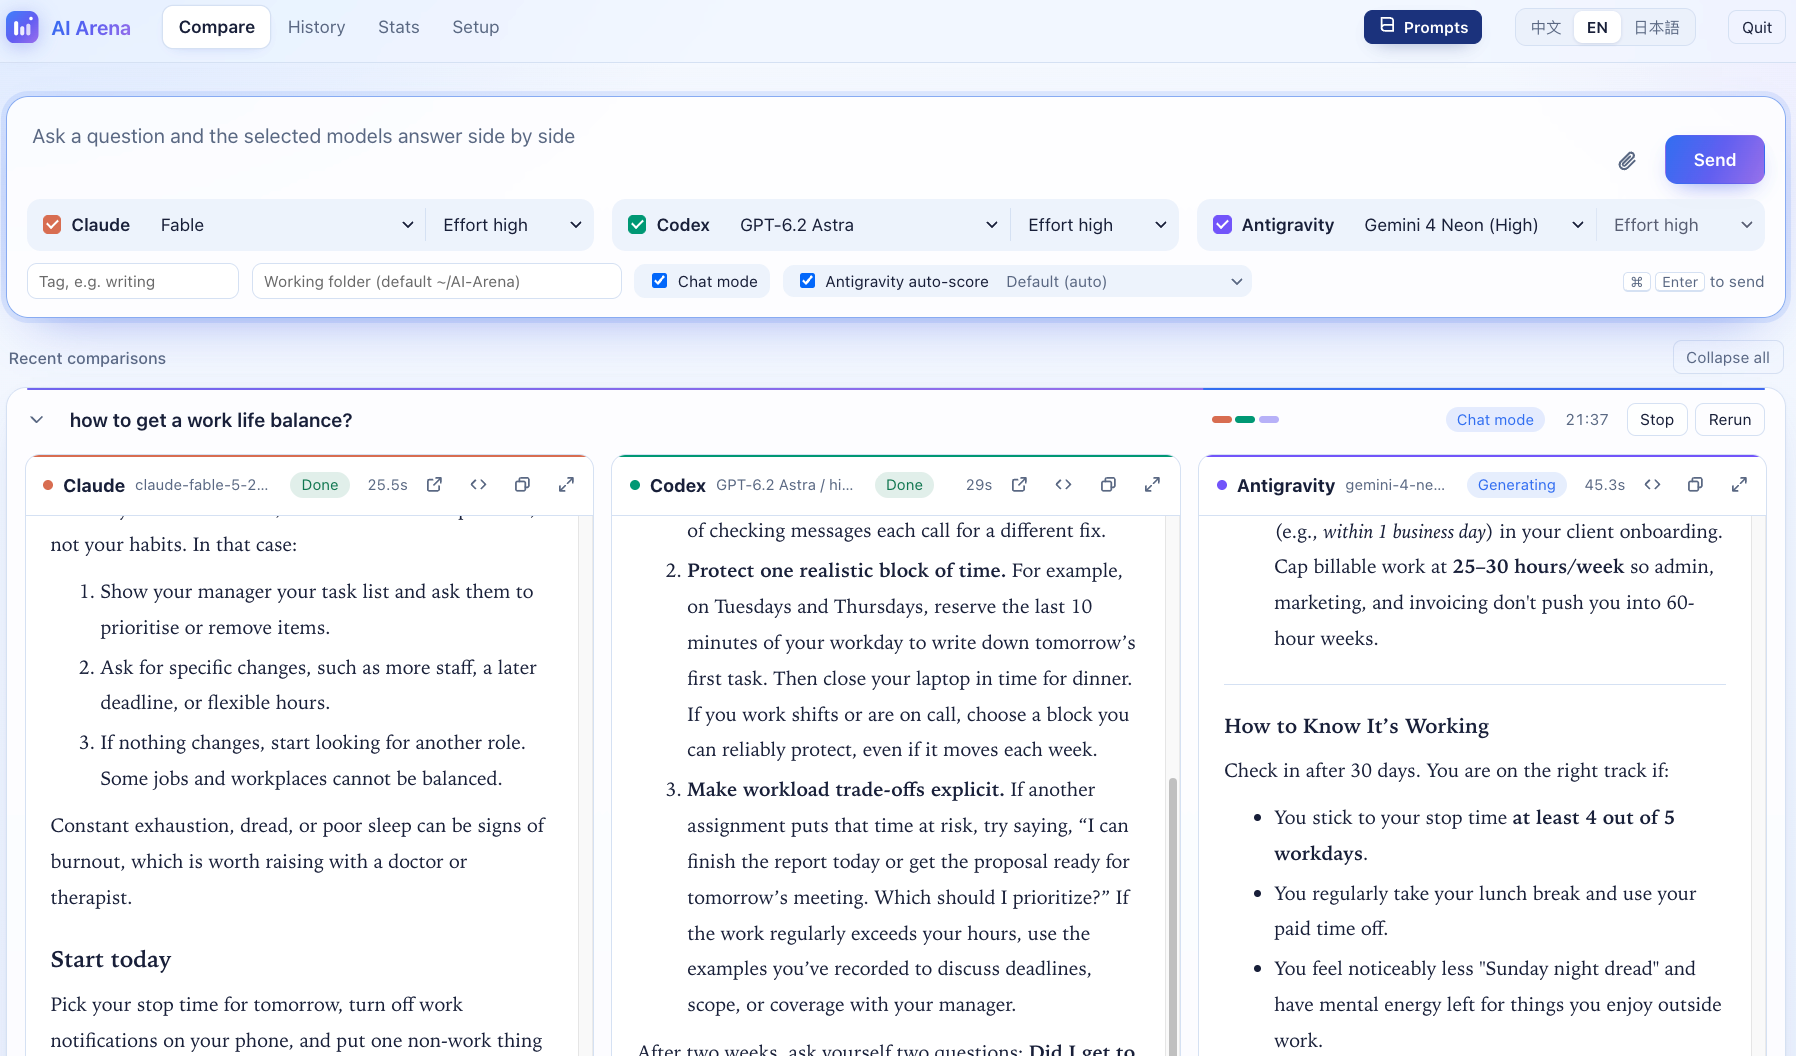 AI Arena
Compare
History
Stats
Setup
Prompts
中文
EN
日本語
Quit
Ask a question and the selected models answer side by side
Send
Claude
Fable
Effort high
Codex
GPT-6.2 Astra
Effort high
Antigravity
Gemini 4 Neon (High)
Effort high
Tag, e.g. writing
Working folder (default ~/AI-Arena)
Chat mode
Antigravity auto-score
Default (auto)
⌘ Enter to send
Recent comparisons
Collapse all
how to get a work life balance?
Chat mode
21:37
Stop
Rerun
Claude
claude-fable-5-2...
Done
25.5s
not your habits. In that case:
1. Show your manager your task list and ask them to
prioritise or remove items.
2. Ask for specific changes, such as more staff, a later
deadline, or flexible hours.
3. If nothing changes, start looking for another role.
Some jobs and workplaces cannot be balanced.
Constant exhaustion, dread, or poor sleep can be signs of
burnout, which is worth raising with a doctor or
therapist.
Start today
Pick your stop time for tomorrow, turn off work
notifications on your phone, and put one non-work thing
Codex
GPT-6.2 Astra / hi...
Done
29s
of checking messages each call for a different fix.
2. Protect one realistic block of time. For example,
on Tuesdays and Thursdays, reserve the last 10
minutes of your workday to write down tomorrow’s
first task. Then close your laptop in time for dinner.
If you work shifts or are on call, choose a block you
can reliably protect, even if it moves each week.
3. Make workload trade-offs explicit. If another
assignment puts that time at risk, try saying, “I can
finish the report today or get the proposal ready for
tomorrow’s meeting. Which should I prioritize?” If
the work regularly exceeds your hours, use the
examples you’ve recorded to discuss deadlines,
scope, or coverage with your manager.
After two weeks, ask yourself two questions: Did I get to
Antigravity
gemini-4-ne...
Generating
45.3s
(e.g., within 1 business day) in your client onboarding.
Cap billable work at 25–30 hours/week so admin,
marketing, and invoicing don't push you into 60-
hour weeks.
How to Know It’s Working
Check in after 30 days. You are on the right track if:
• You stick to your stop time at least 4 out of 5
workdays.
• You regularly take your lunch break and use your
paid time off.
• You feel noticeably less "Sunday night dread" and
have mental energy left for things you enjoy outside
work.